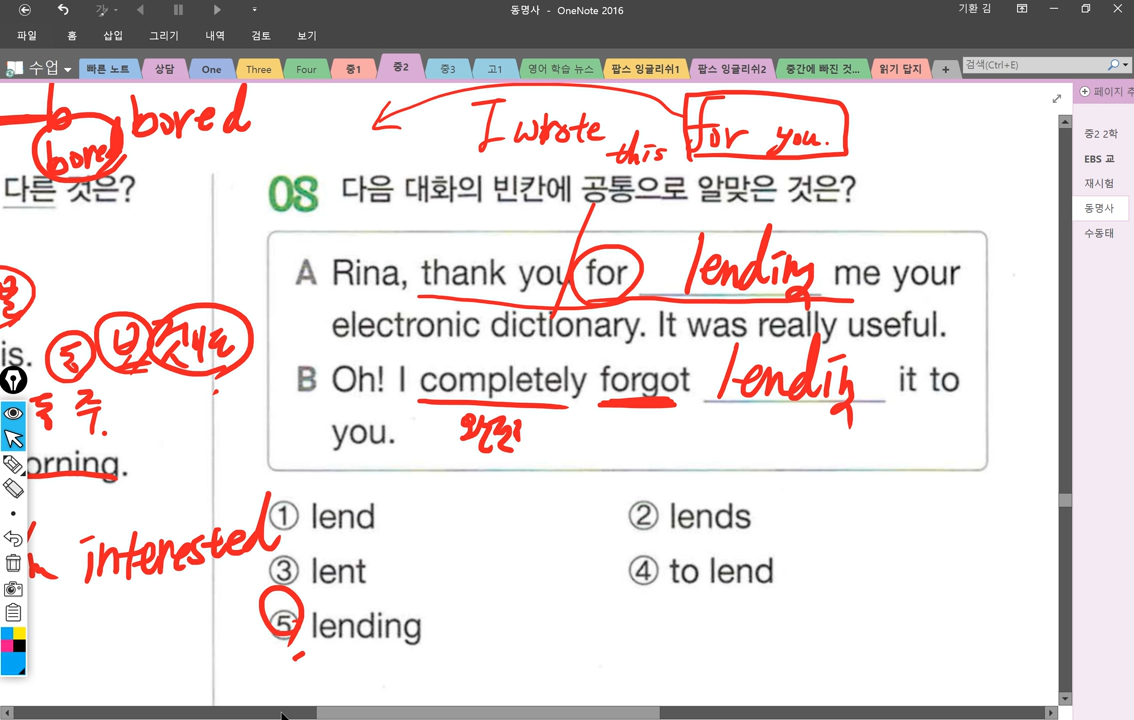 동명사 - OneNote 2016
기환 김
파일 홈 삽입 그리기 내역 검토 보기
수업 빠른 노트 상담 One Three Four 중1 중2 중3 고1 영어 학습 뉴스 팝스 잉글리쉬1 팝스 잉글리쉬2 중간에 빠진 것... 읽기 답지 + 검색(Ctrl+E)
페이지 추
중2 2학
EBS 교
재시험
동명사
수동태
bored
bored
I wrote this for you.
다른 것은?
08 다음 대화의 빈칸에 공통으로 알맞은 것은?
A Rina, thank you for lending me your
electronic dictionary. It was really useful.
B Oh! I completely forgot lending it to
you.
완전히
① lend ② lends
③ lent ④ to lend
⑤ lending
is.
동
주
orning.
interested